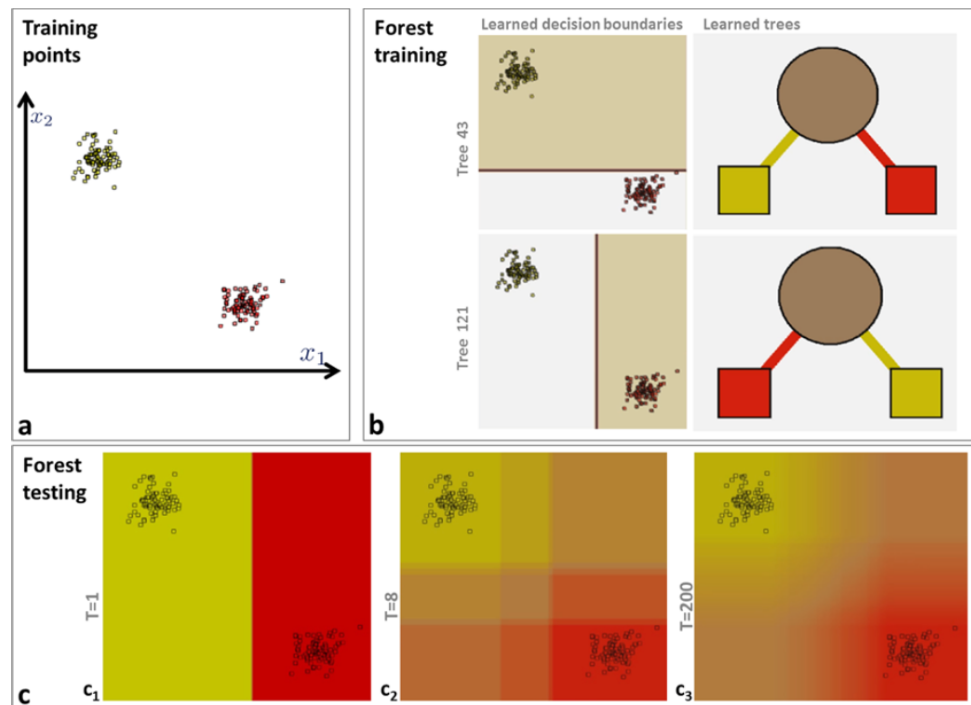 Training
points
x₂
x₁
a
Forest
training
Learned decision boundaries
Learned trees
Tree 43
Tree 121
b
Forest
testing
T=1
T=8
T=200
c
c₁
c₂
c₃